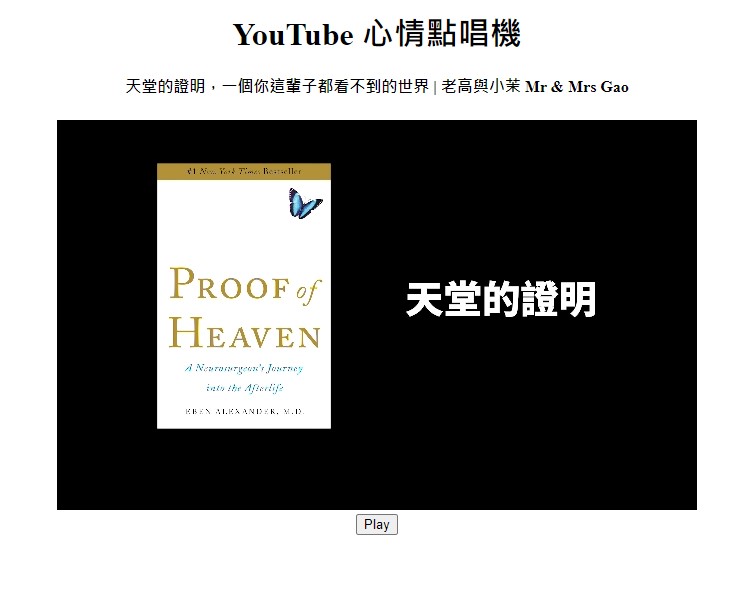 YouTube 心情點唱機
天堂的證明，一個你這輩子都看不到的世界 | 老高與小茉 Mr & Mrs Gao
#1 New York Times Bestseller
PROOF of
HEAVEN
A Neurosurgeon's Journey
into the Afterlife
EBEN ALEXANDER, M.D.
天堂的證明
Play